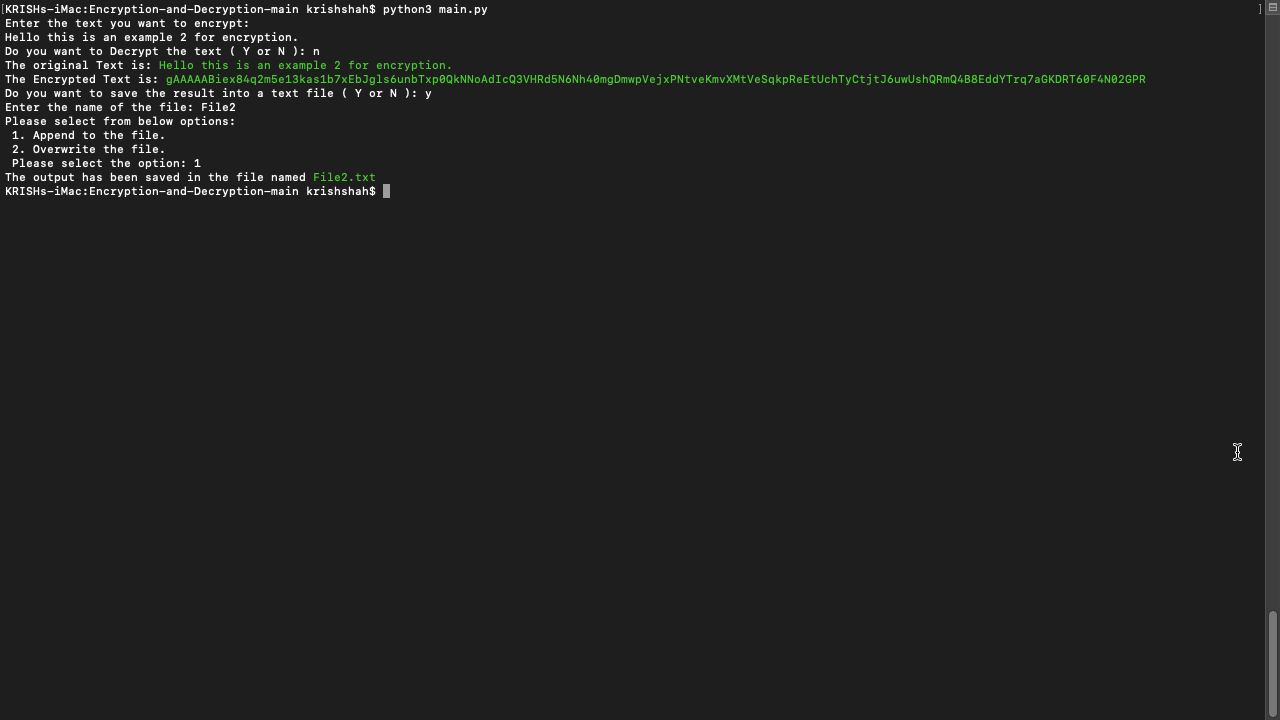 [KRISHs-iMac:Encryption-and-Decryption-main krishshah$ python3 main.py ]
Enter the text you want to encrypt:
Hello this is an example 2 for encryption.
Do you want to Decrypt the text ( Y or N ): n
The original Text is: Hello this is an example 2 for encryption.
The Encrypted Text is: gAAAAABiex84q2m5e13kas1b7xEbJgls6unbTxp0QkNNoAdIcQ3VHRd5N6Nh40mgDmwpVejxPNtveKmvXMtVeSqkpReEtUchTyCtjtJ6uwUshQRmQ4B8EddYTrq7aGKDRT60F4N02GPR
Do you want to save the result into a text file ( Y or N ): y
Enter the name of the file: File2
Please select from below options:
1. Append to the file.
2. Overwrite the file.
Please select the option: 1
The output has been saved in the file named File2.txt
KRISHs-iMac:Encryption-and-Decryption-main krishshah$